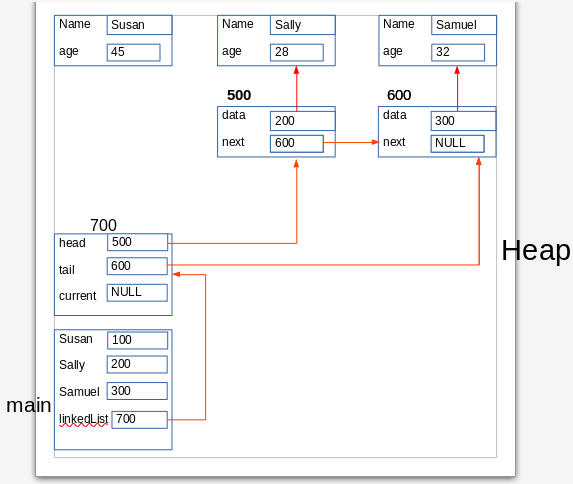 Name Susan
age 45
Name Sally
age 28
Name Samuel
age 32
500
data 200
next 600
600
data 300
next NULL
700
head 500
tail 600
current NULL
Heap
Susan 100
Sally 200
Samuel 300
linkedList 700
main